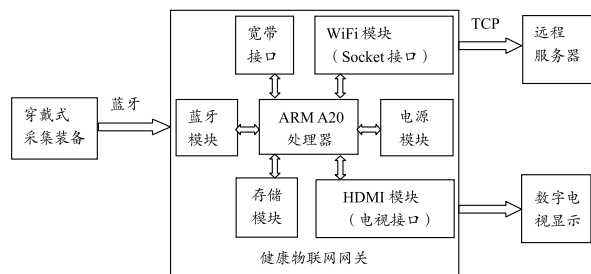 TCP
宽带
接口
WiFi 模块
（Socket 接口）
远程
服务器
蓝牙
穿戴式
采集装备
蓝牙
模块
ARM A20
处理器
电源
模块
存储
模块
HDMI 模块
（电视接口）
数字电
视显示
健康物联网网关